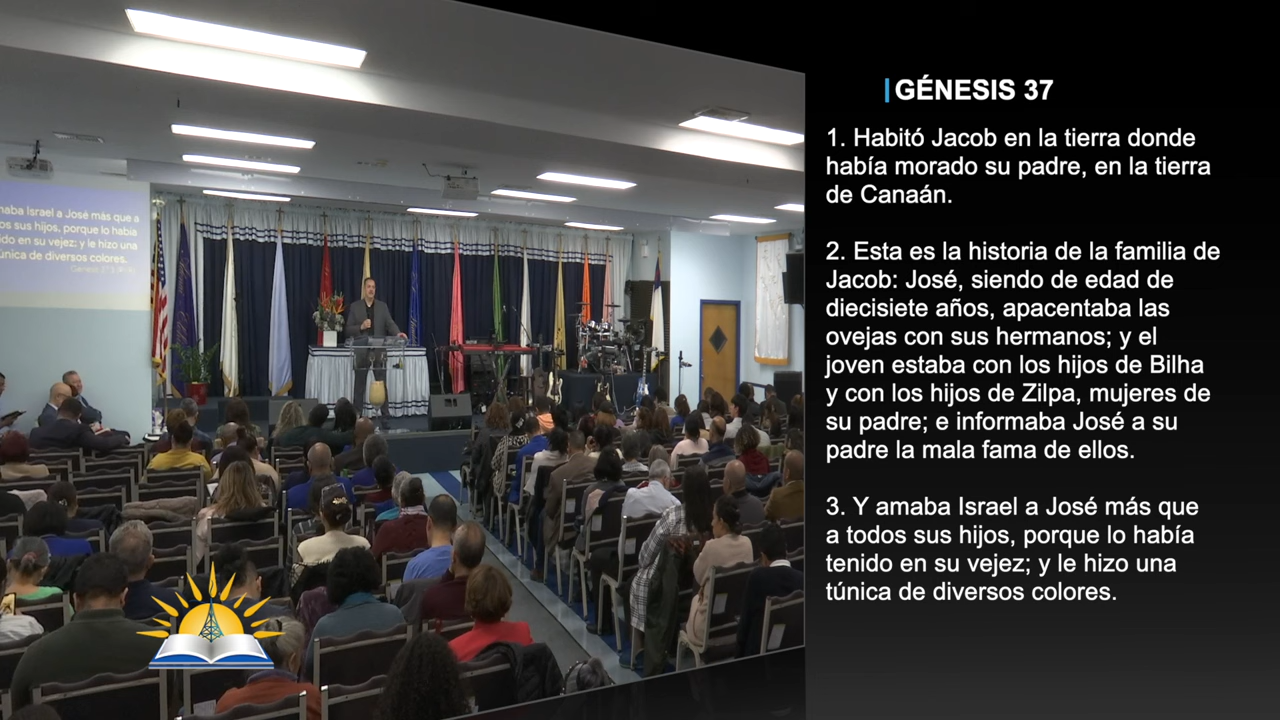 GÉNESIS 37
1. Habitó Jacob en la tierra donde
había morado su padre, en la tierra
de Canaán.
2. Esta es la historia de la familia de
Jacob: José, siendo de edad de
diecisiete años, apacentaba las
ovejas con sus hermanos; y el
joven estaba con los hijos de Bilha
y con los hijos de Zilpa, mujeres de
su padre; e informaba José a su
padre la mala fama de ellos.
3. Y amaba Israel a José más que
a todos sus hijos, porque lo había
tenido en su vejez; y le hizo una
túnica de diversos colores.
maba Israel a José más que a
os sus hijos, porque lo había
ido en su vejez; y le hizo una
única de diversos colores.